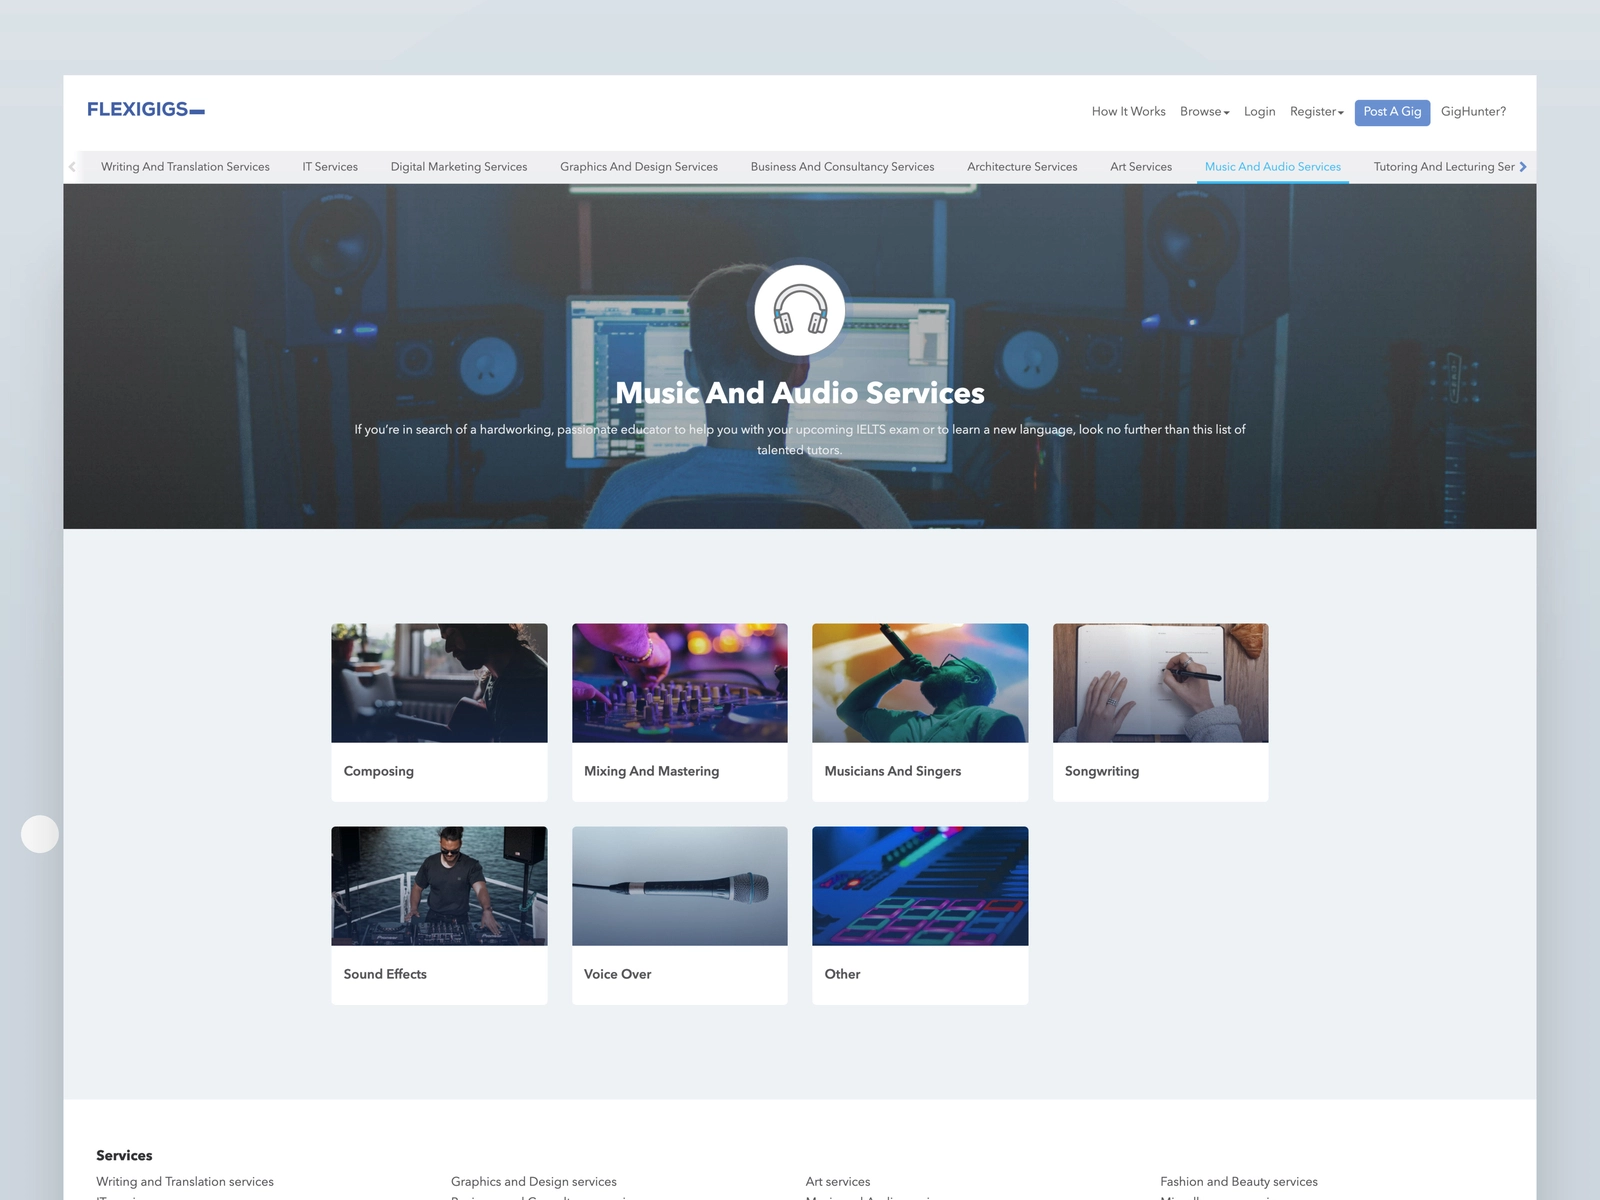 FLEXIGIGS
How It Works Browse Login Register Post A Gig GigHunter?
Writing And Translation Services IT Services Digital Marketing Services Graphics And Design Services Business And Consultancy Services Architecture Services Art Services Music And Audio Services Tutoring And Lecturing Ser
Music And Audio Services
If you're in search of a hardworking, passionate educator to help you with your upcoming IELTS exam or to learn a new language, look no further than this list of
talented tutors.
Composing Mixing And Mastering Musicians And Singers Songwriting
Sound Effects Voice Over Other
Services
Writing and Translation services Graphics and Design services Art services Fashion and Beauty services